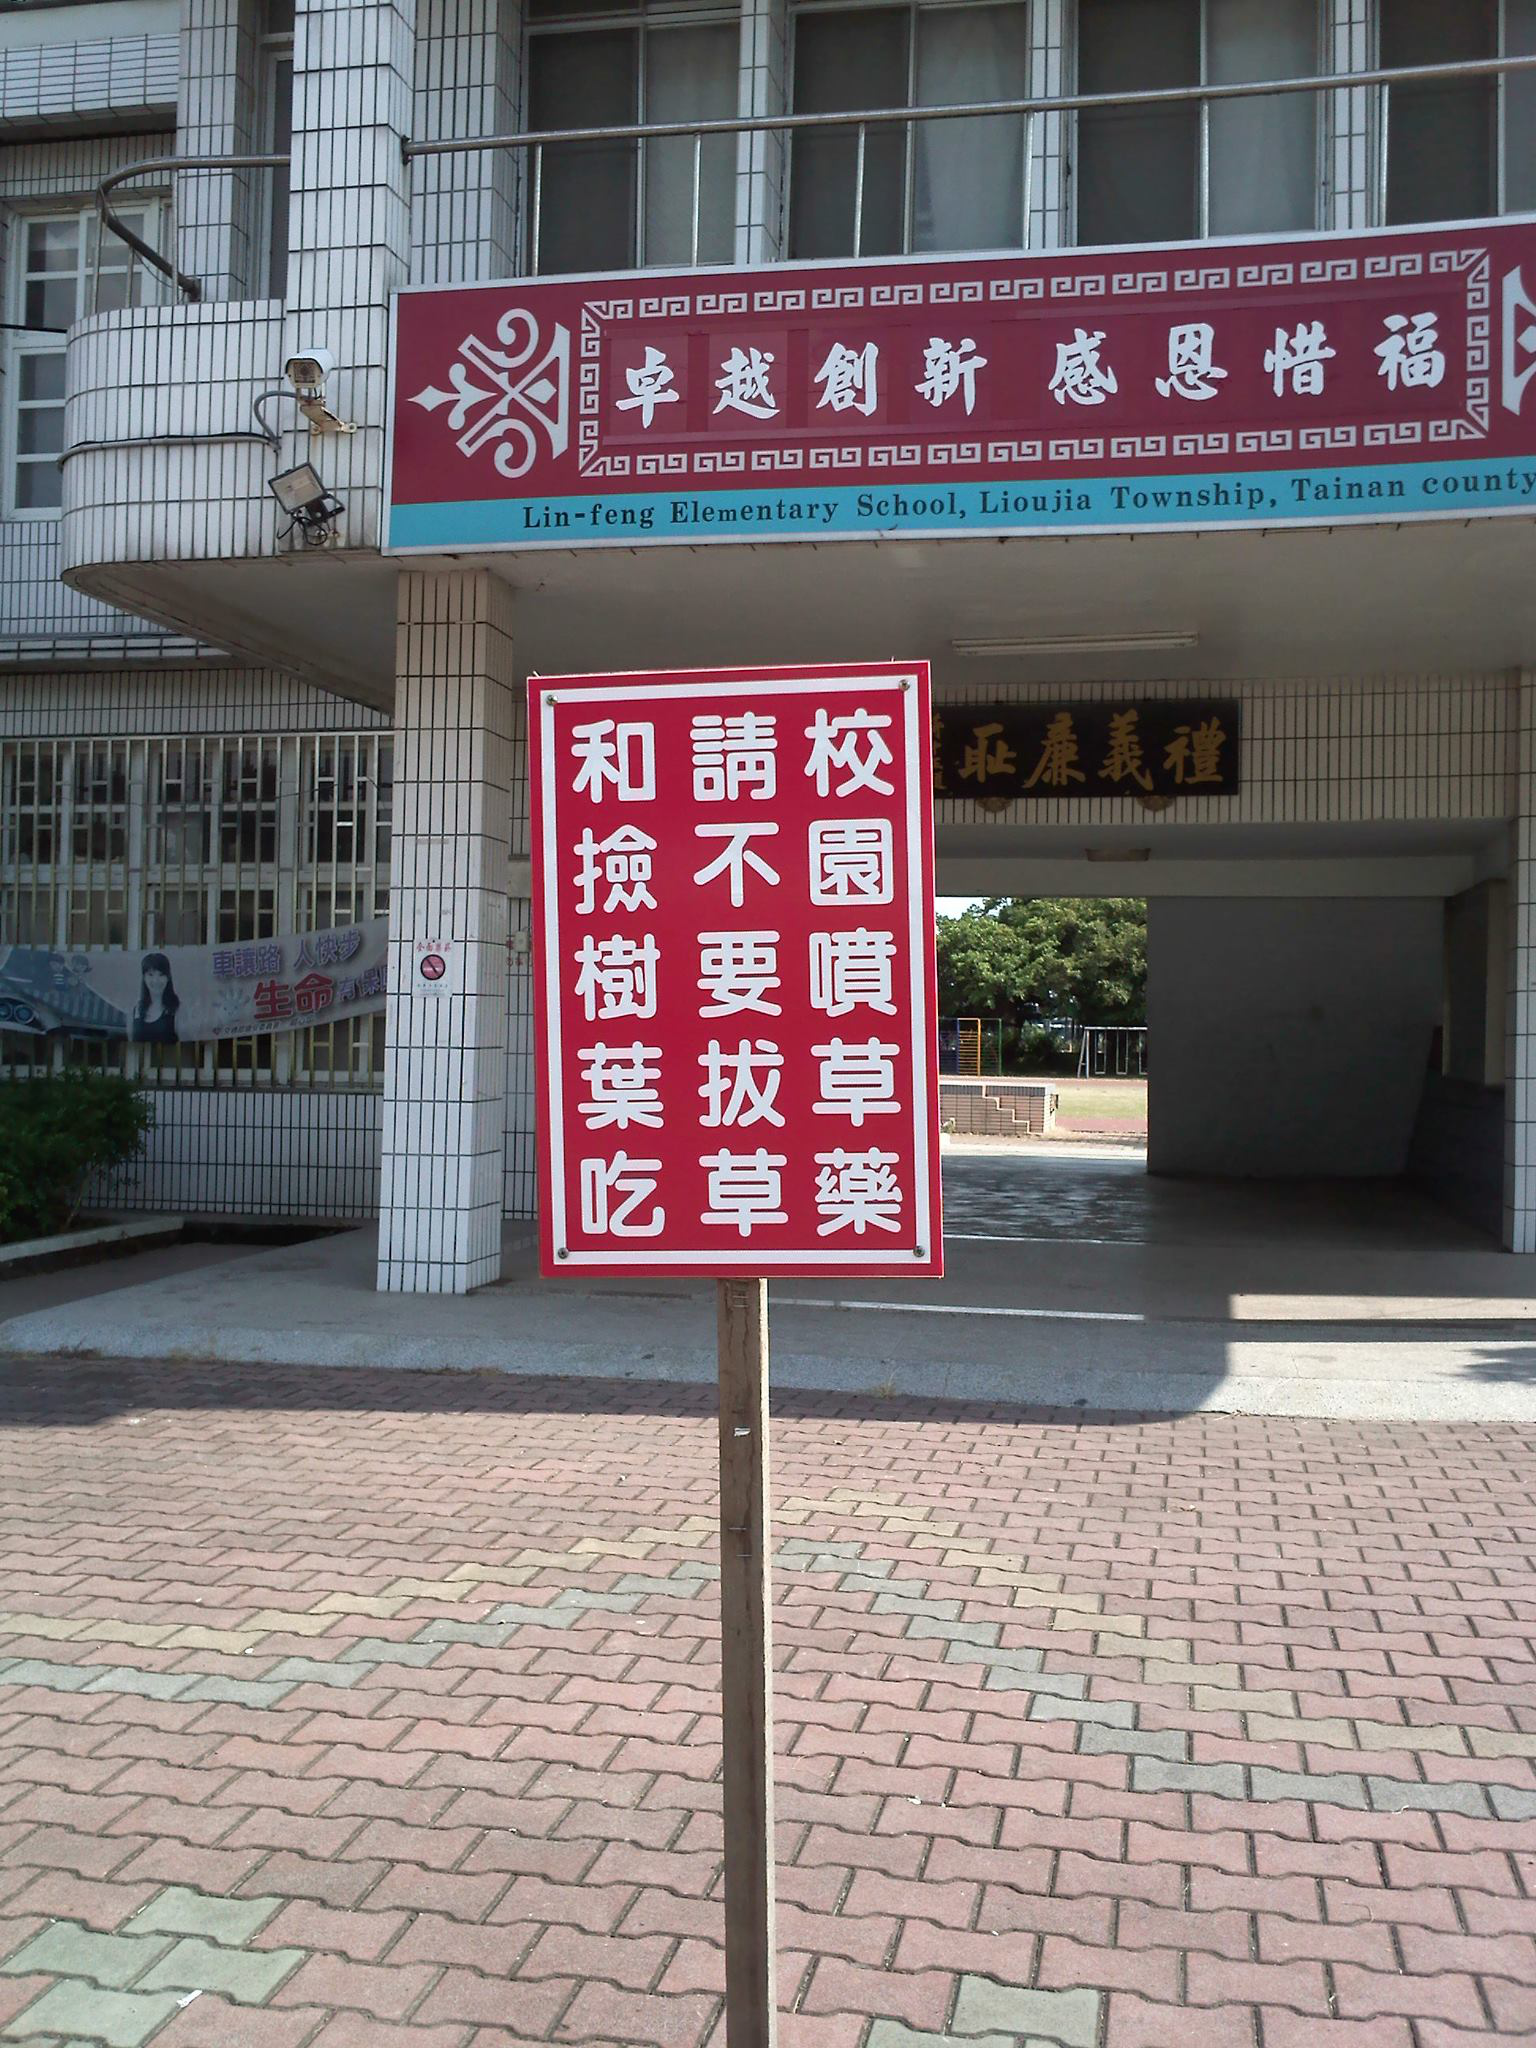 卓越創新 感恩惜福
Lin-feng Elementary School, Lioujia Township, Tainan county
禮義廉恥
校園噴草藥
請不要拔草
和撿樹葉吃
車讓路 人快步
生命有保